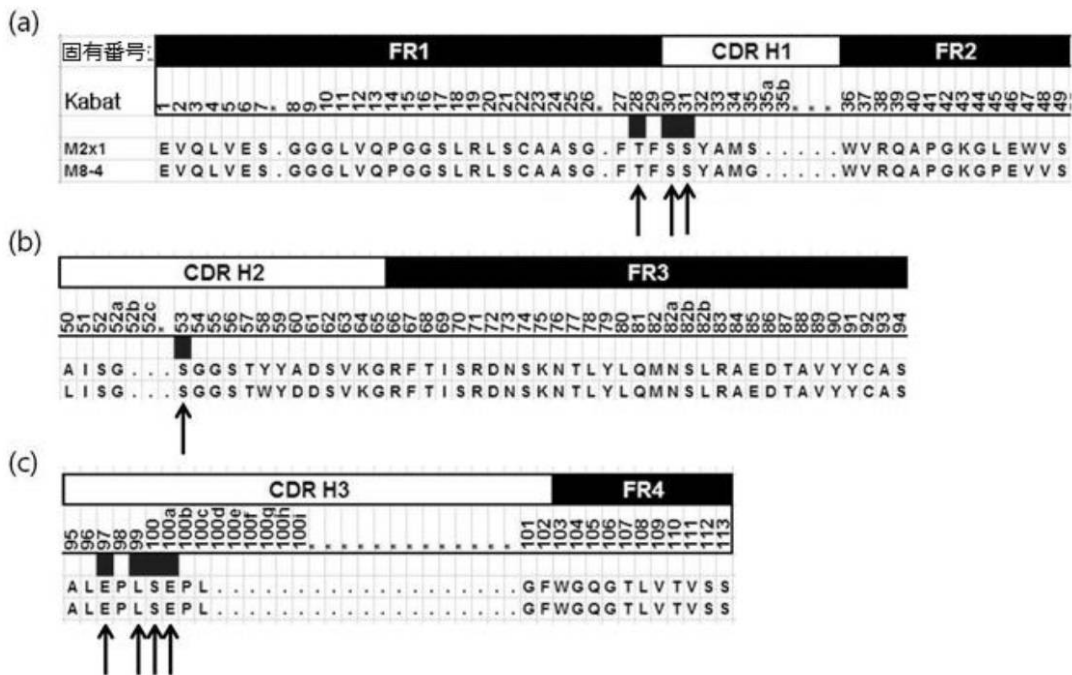 (a)
固有番号: FR1 CDR H1 FR2
Kabat 1 2 3 4 5 6 7 * 8 9 10 11 12 13 14 15 16 17 18 19 20 21 22 23 24 25 26 * 27 28 29 30 31 32 33 34 35 35a 35b * * * 36 37 38 39 40 41 42 43 44 45 46 47 48 49
M2x1 E V Q L V E S . G G G L V Q P G G S L R L S C A A S G . F T F S S Y A M S . . . . . W V R Q A P G K G L E W V S
M8-4 E V Q L V E S . G G G L V Q P G G S L R L S C A A S G . F T F S S Y A M G . . . . . W V R Q A P G K G P E V V S
(b)
CDR H2 FR3
50 51 52 52a 52b 52c * 53 54 55 56 57 58 59 60 61 62 63 64 65 66 67 68 69 70 71 72 73 74 75 76 77 78 79 80 81 82 82a 82b 82b 83 84 85 86 87 88 89 90 91 92 93 94
A I S G . . . S G G S T Y Y A D S V K G R F T I S R D N S K N T L Y L Q M N S L R A E D T A V Y Y C A S
L I S G . . . S G G S T W Y D D S V K G R F T I S R D N S K N T L Y L Q M N S L R A E D T A V Y Y C A S
(c)
CDR H3 FR4
95 96 97 98 99 100 100a 100b 100c 100d 100e 100f 100g 100h 100i * * * * * * * * * * * * * 101 102 103 104 105 106 107 108 109 110 111 112 113
A L E P L S E P L . . . . . . . . . . . . . . . . . . . G F W G Q G T L V T V S S
A L E P L S E P L . . . . . . . . . . . . . . . . . . . G F W G Q G T L V T V S S